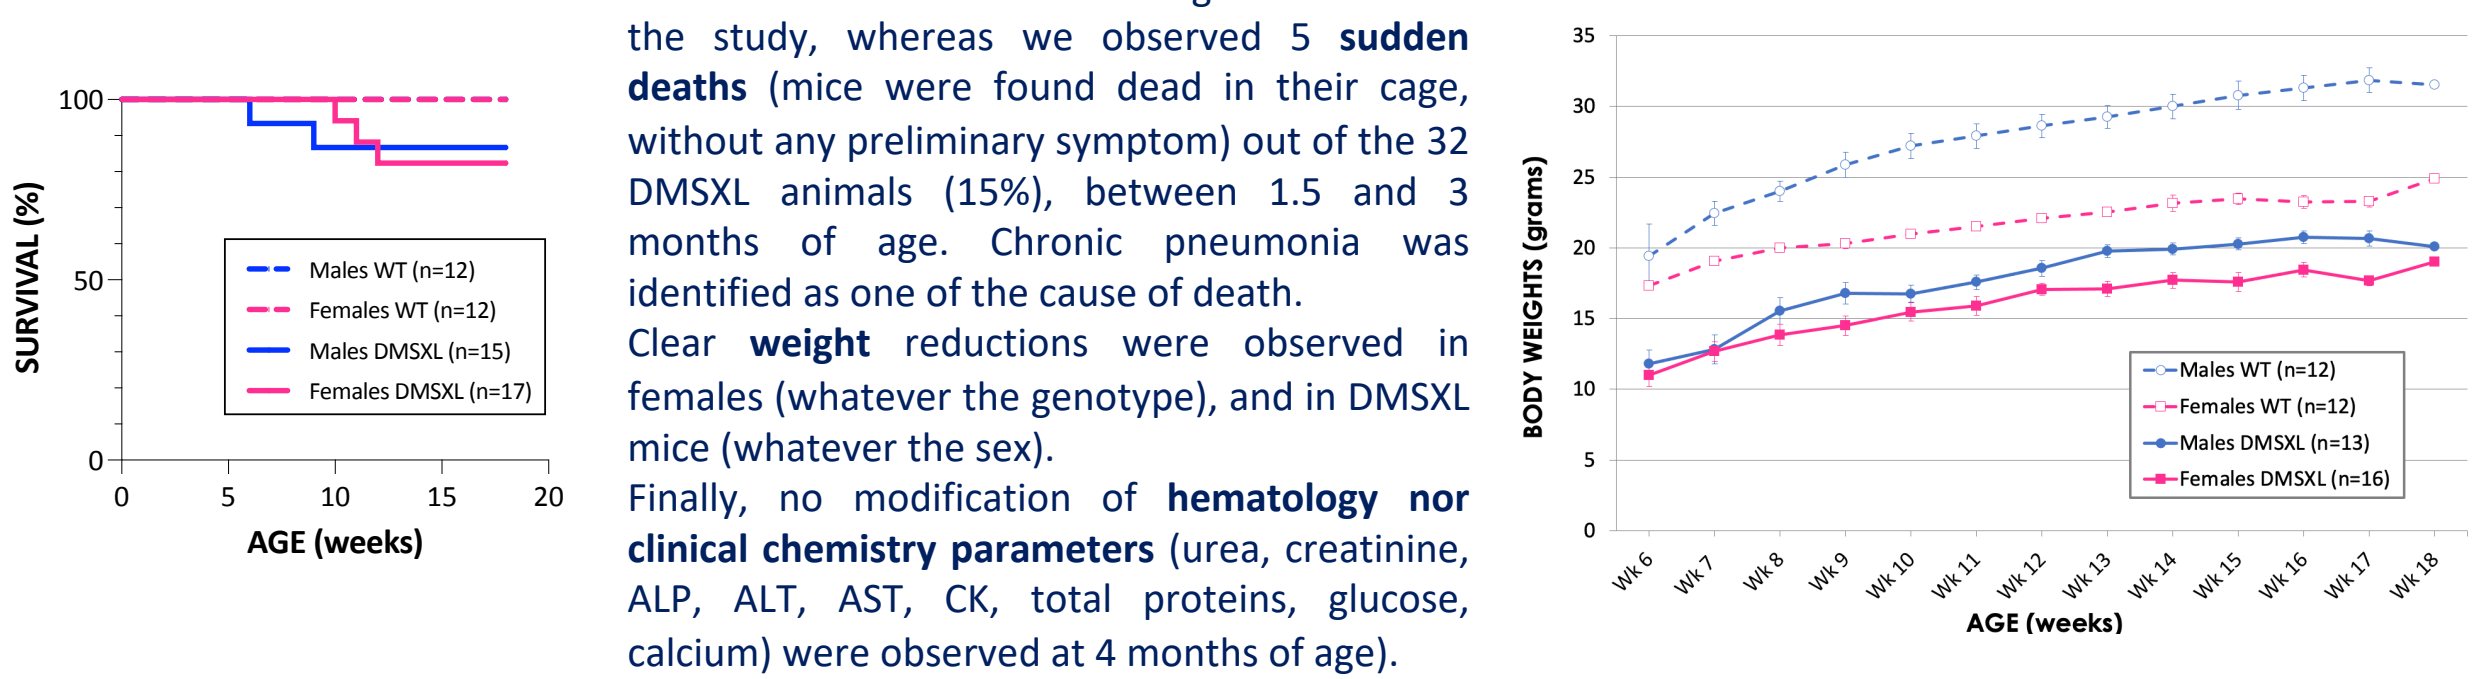 100
50
0
0
5
10
15
20
SURVIVAL (%)
AGE (weeks)
Males WT (n=12)
Females WT (n=12)
Males DMSXL (n=15)
Females DMSXL (n=17)
the study, whereas we observed 5 sudden
deaths (mice were found dead in their cage,
without any preliminary symptom) out of the 32
DMSXL animals (15%), between 1.5 and 3
months of age. Chronic pneumonia was
identified as one of the cause of death.
Clear weight reductions were observed in
females (whatever the genotype), and in DMSXL
mice (whatever the sex).
Finally, no modification of hematology nor
clinical chemistry parameters (urea, creatinine,
ALP, ALT, AST, CK, total proteins, glucose,
calcium) were observed at 4 months of age).
35
30
25
20
15
10
5
0
BODY WEIGHTS (grams)
Males WT (n=12)
Females WT (n=12)
Males DMSXL (n=13)
Females DMSXL (n=16)
Wk 6
Wk 7
Wk 8
Wk 9
Wk 10
Wk 11
Wk 12
Wk 13
Wk 14
Wk 15
Wk 16
Wk 17
Wk 18
AGE (weeks)